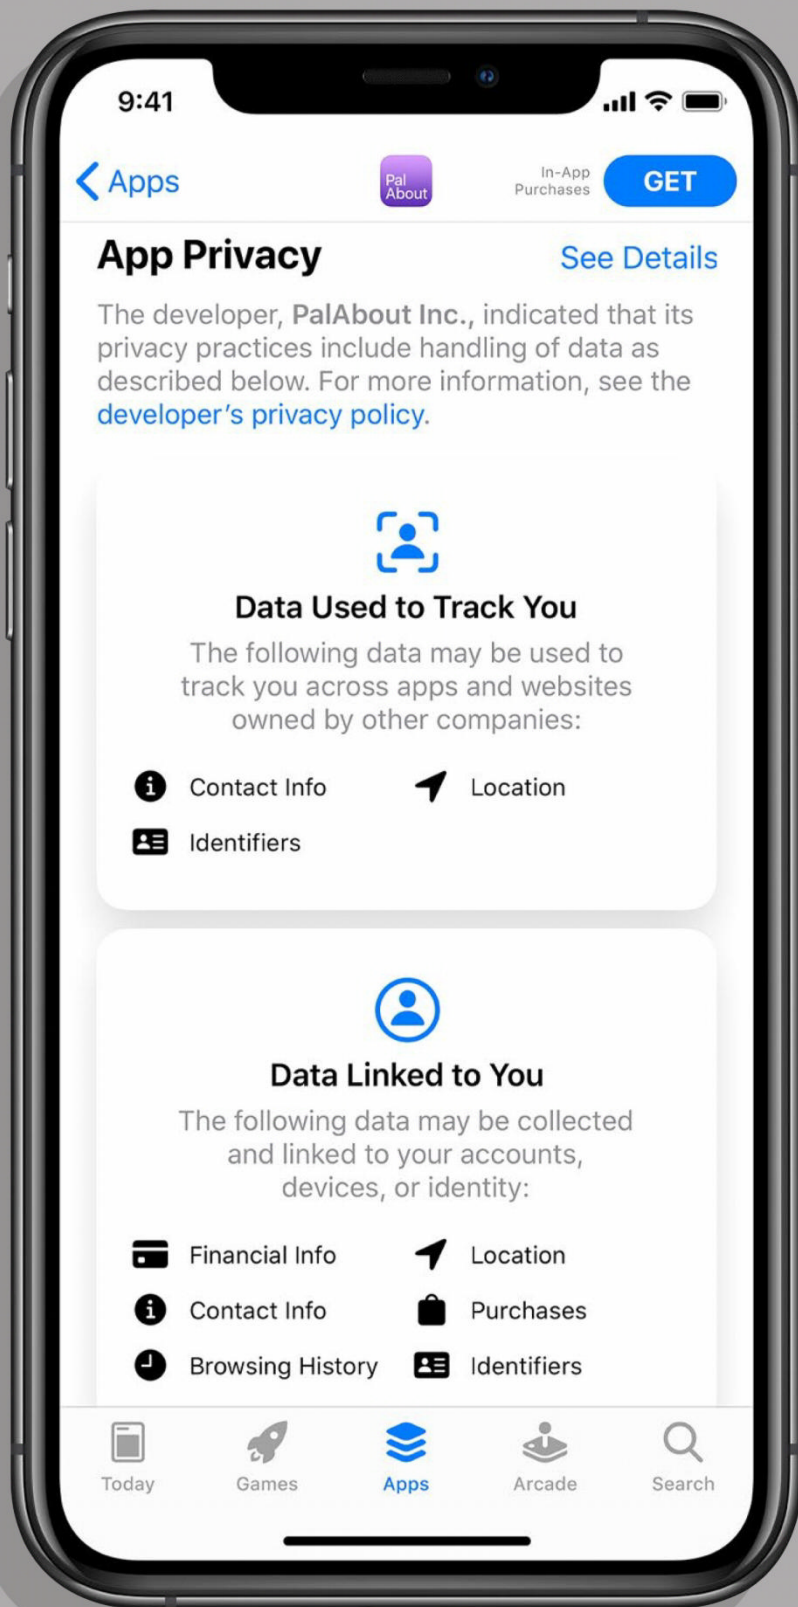 9:41
Apps
Pal
About
In-App
Purchases
GET
App Privacy
See Details
The developer, PalAbout Inc., indicated that its
privacy practices include handling of data as
described below. For more information, see the
developer's privacy policy.
Data Used to Track You
The following data may be used to
track you across apps and websites
owned by other companies:
Contact Info
Location
Identifiers
Data Linked to You
The following data may be collected
and linked to your accounts,
devices, or identity:
Financial Info
Location
Contact Info
Purchases
Browsing History
Identifiers
Today
Games
Apps
Arcade
Search